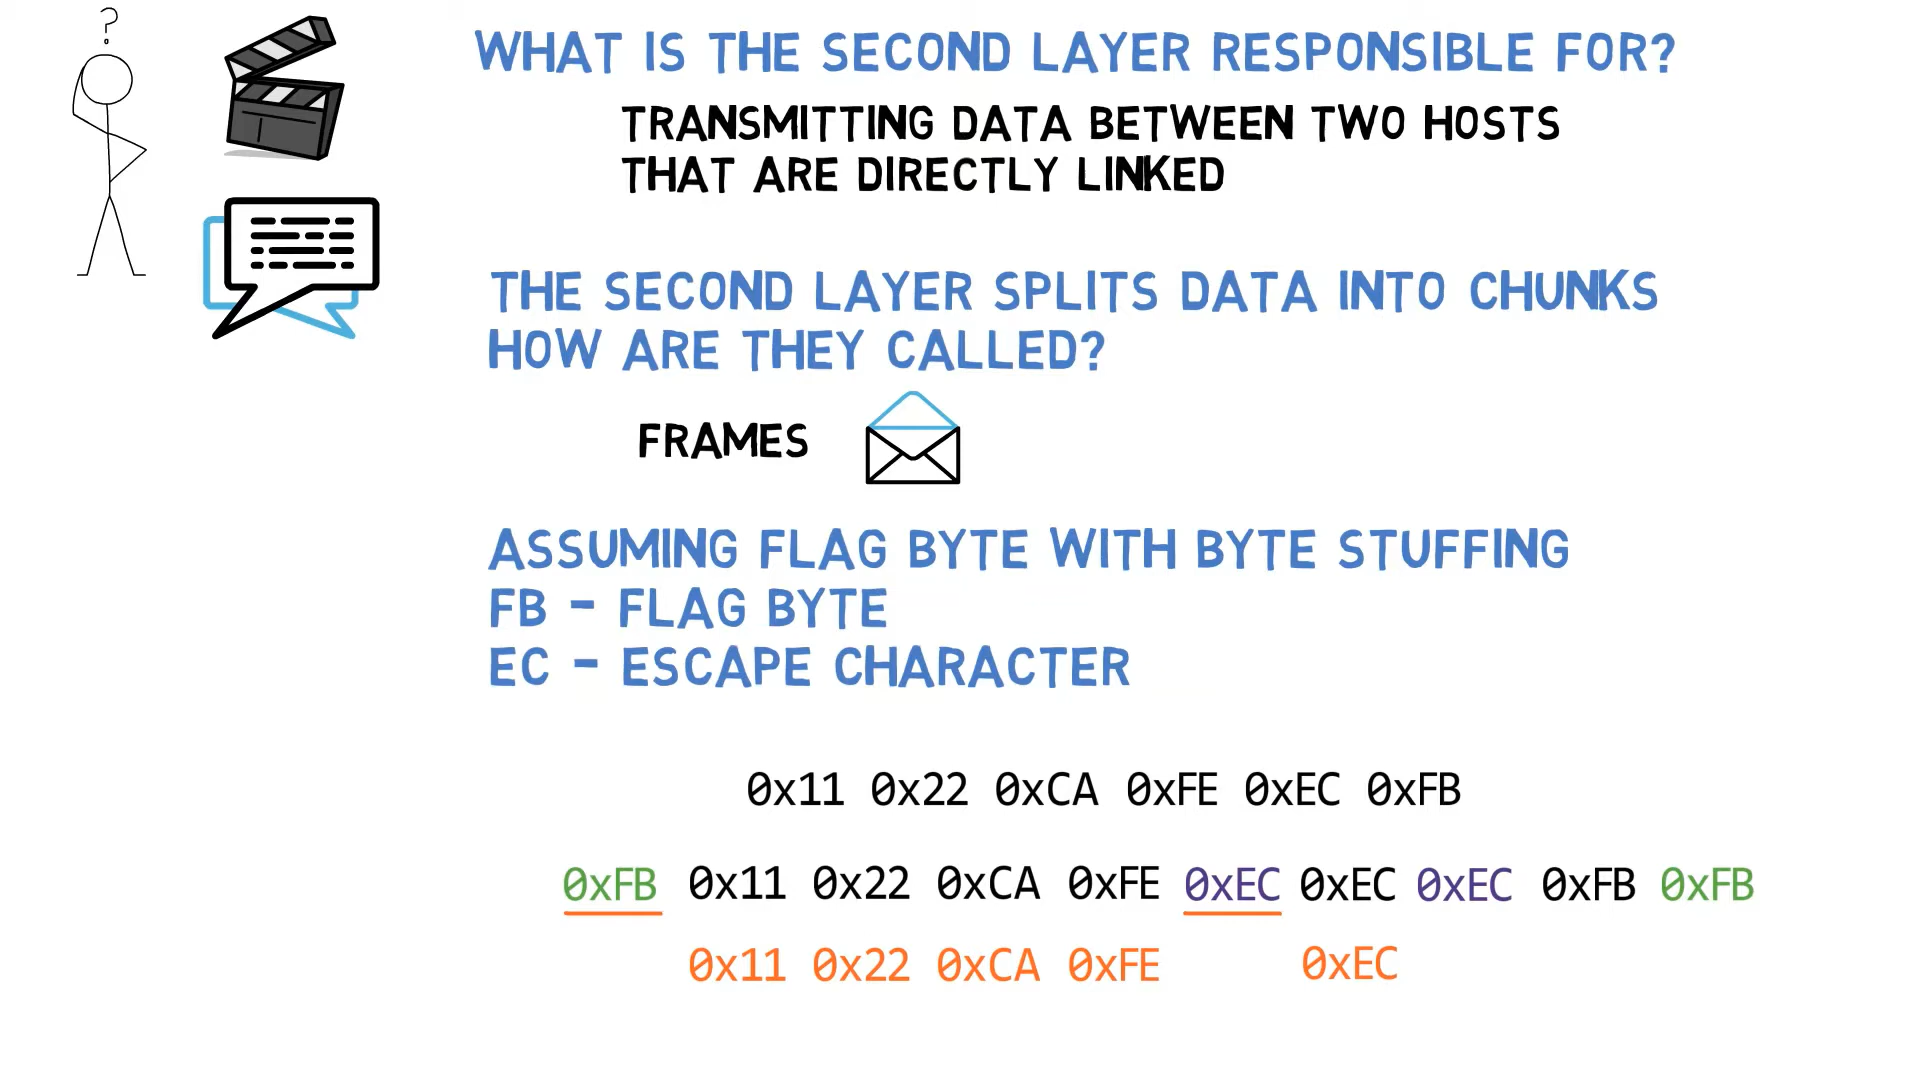 ?
WHAT IS THE SECOND LAYER RESPONSIBLE FOR?
TRANSMITTING DATA BETWEEN TWO HOSTS
THAT ARE DIRECTLY LINKED
THE SECOND LAYER SPLITS DATA INTO CHUNKS
HOW ARE THEY CALLED?
FRAMES
ASSUMING FLAG BYTE WITH BYTE STUFFING
FB - FLAG BYTE
EC - ESCAPE CHARACTER
0x11 0x22 0xCA 0xFE 0xEC 0xFB
0xFB 0x11 0x22 0xCA 0xFE 0xEC 0xEC 0xEC 0xFB 0xFB
0x11 0x22 0xCA 0xFE 0xEC